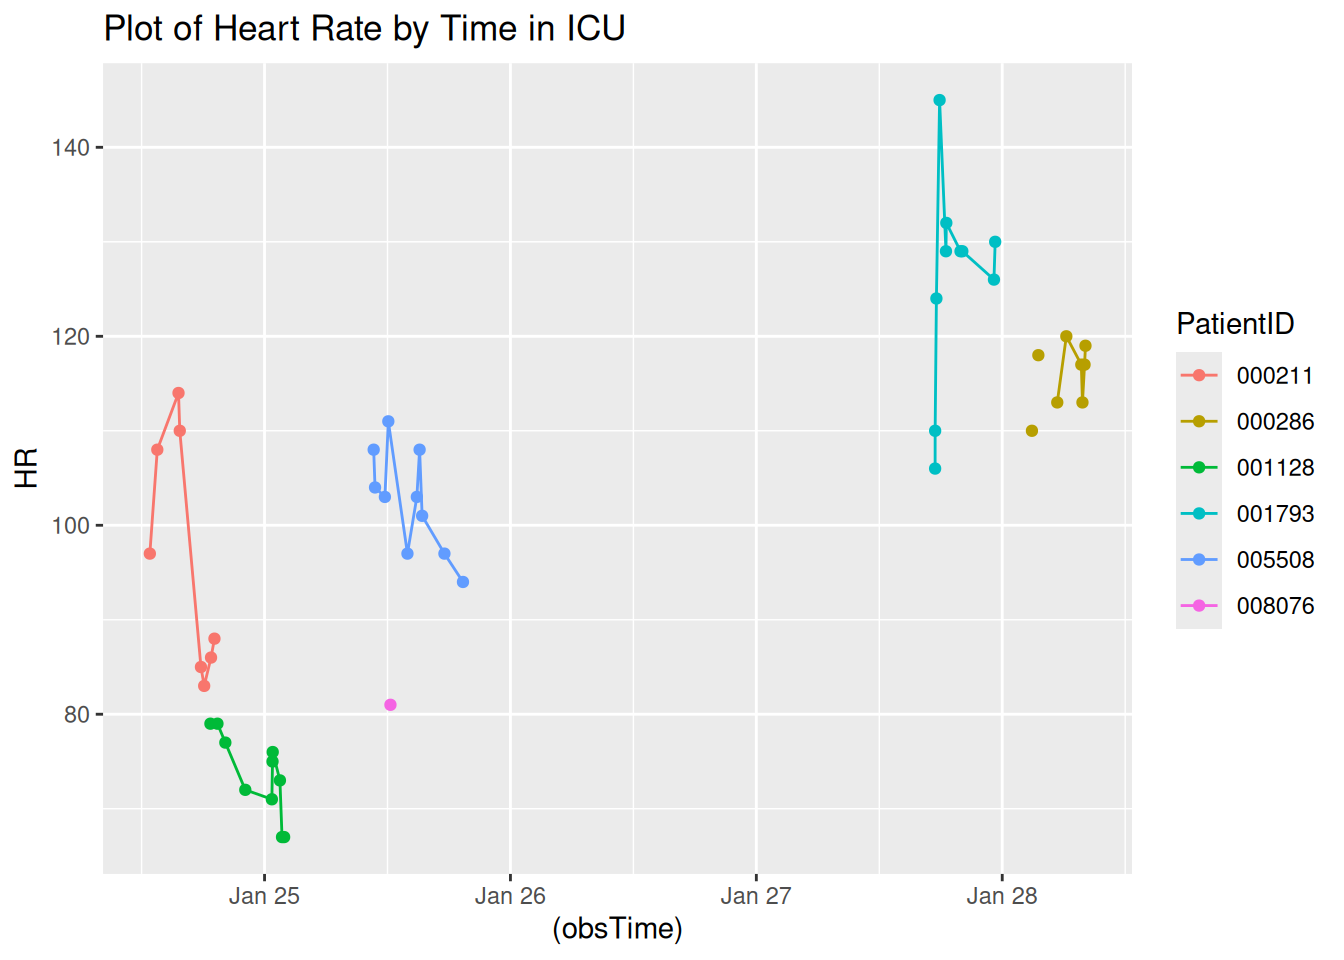 Plot of Heart Rate by Time in ICU
HR
140
120
100
80
Jan 25
Jan 26
Jan 27
Jan 28
(obsTime)
PatientID
000211
000286
001128
001793
005508
008076